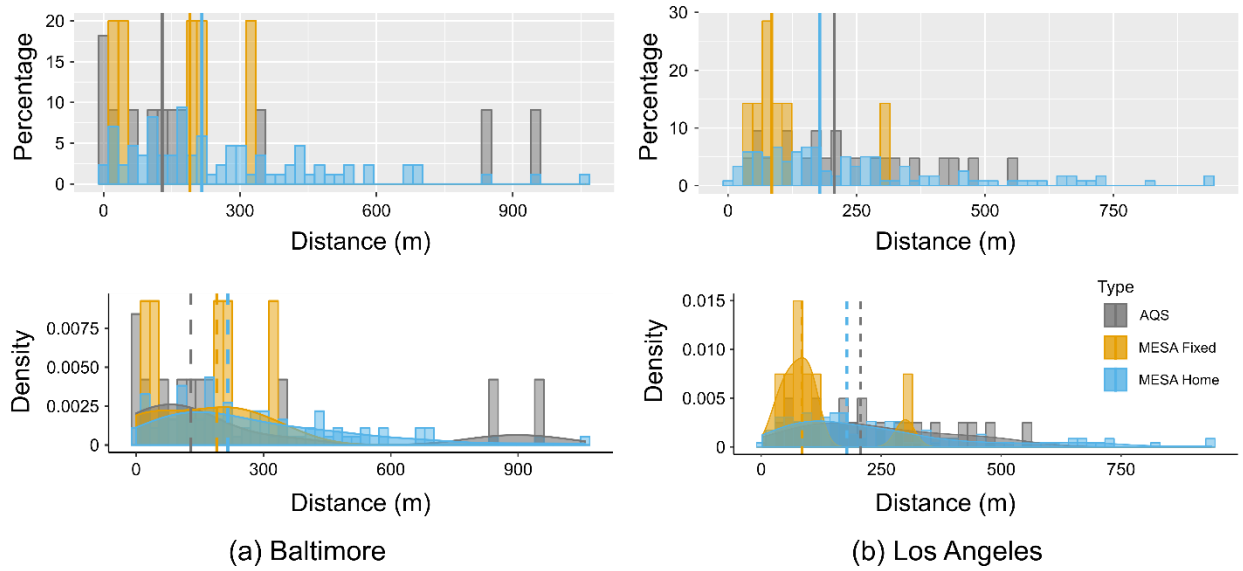 20
15
10
5
0
Percentage
0 300 600 900
Distance (m)
30
20
10
0
Percentage
0 250 500 750
Distance (m)
0.0075
0.0050
0.0025
0
Density
0 300 600 900
Distance (m)
0.015
0.010
0.005
0.000
Density
0 250 500 750
Distance (m)
Type
AQS
MESA Fixed
MESA Home
(a) Baltimore
(b) Los Angeles